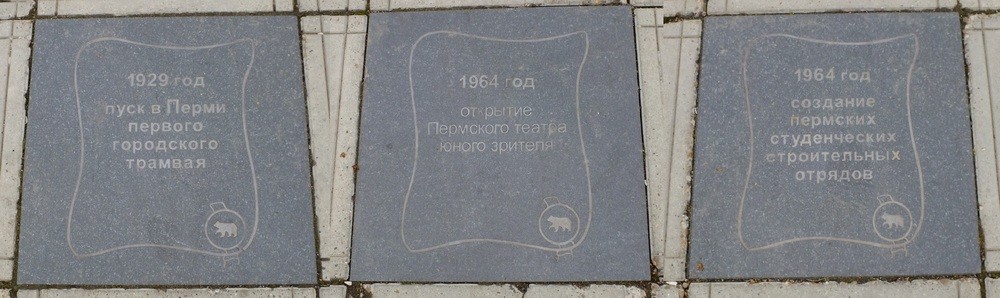 1929 год
пуск в Перми
первого
городского
трамвая
1964 год
открытие
Пермского театра
юного зрителя
1964 год
создание
пермских
студенческих
строительных
отрядов